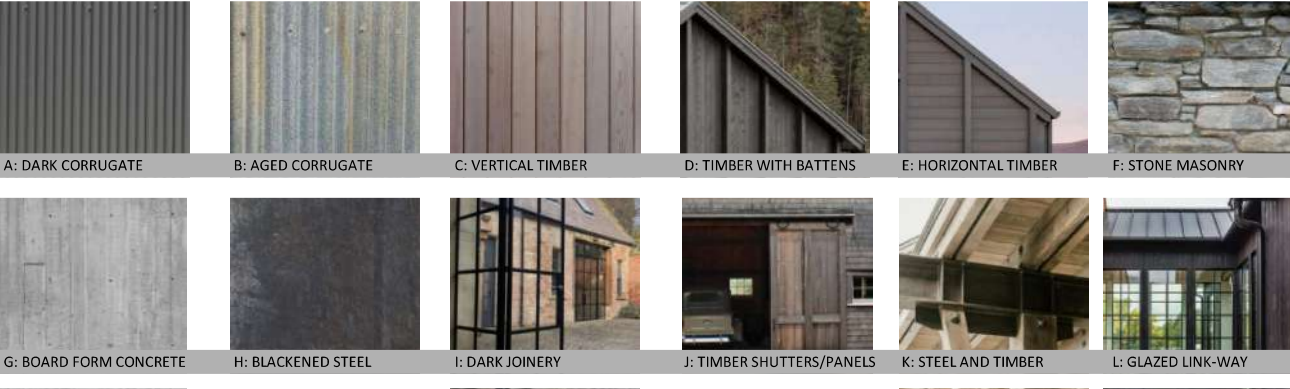 A: DARK CORRUGATE
B: AGED CORRUGATE
C: VERTICAL TIMBER
D: TIMBER WITH BATTENS
E: HORIZONTAL TIMBER
F: STONE MASONRY
G: BOARD FORM CONCRETE
H: BLACKENED STEEL
I: DARK JOINERY
J: TIMBER SHUTTERS/PANELS
K: STEEL AND TIMBER
L: GLAZED LINK-WAY